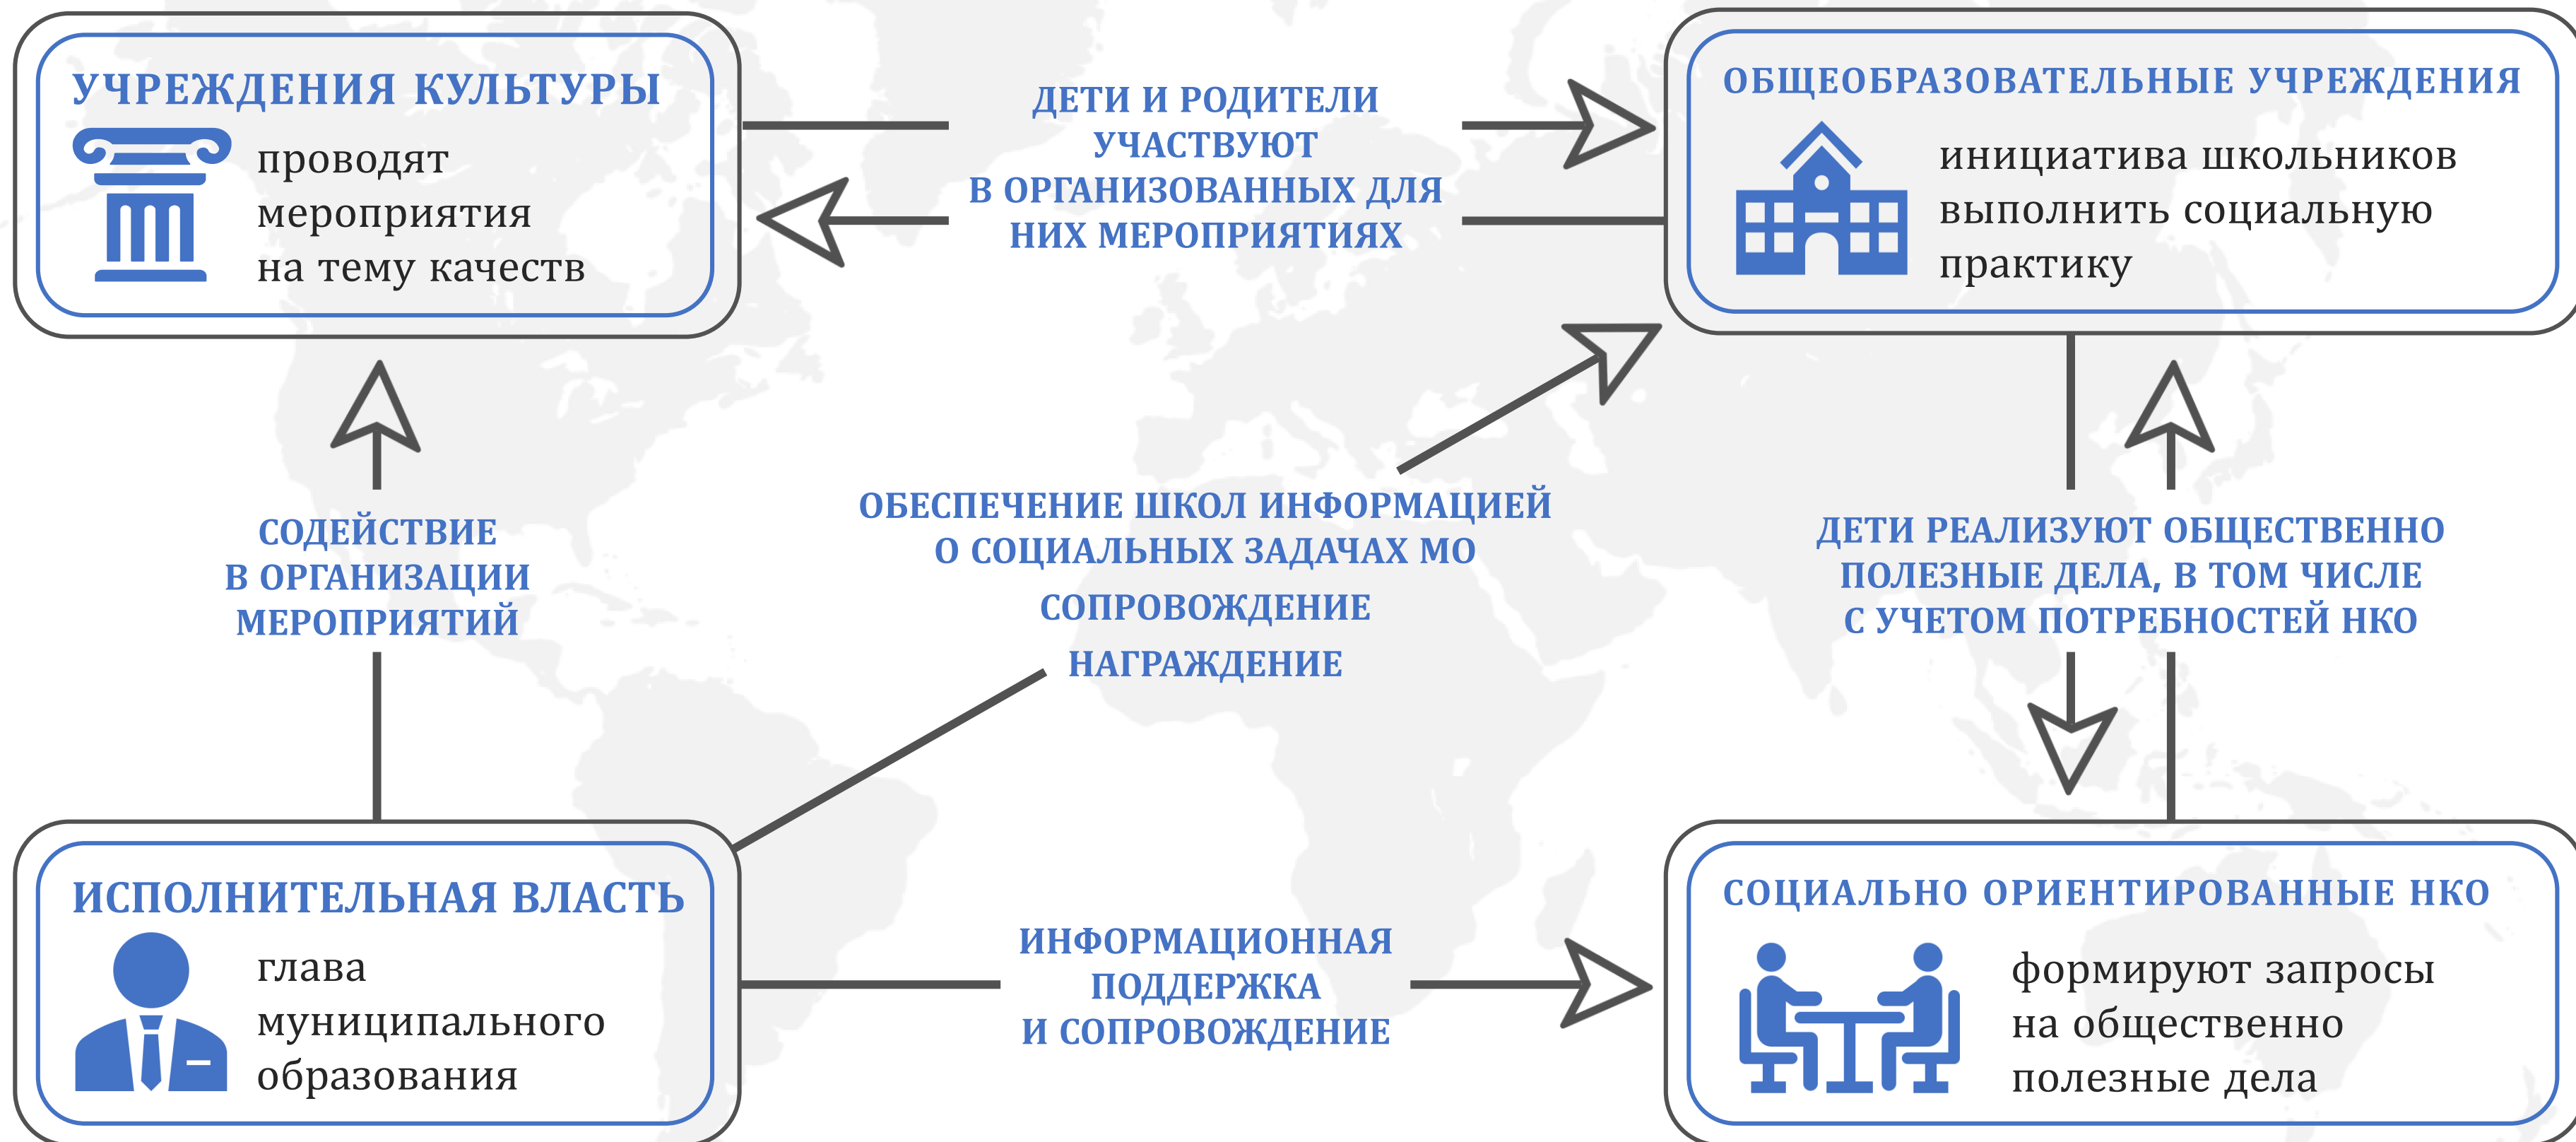 УЧРЕЖДЕНИЯ КУЛЬТУРЫ
проводят
мероприятия
на тему качеств
ДЕТИ И РОДИТЕЛИ
УЧАСТВУЮТ
В ОРГАНИЗОВАННЫХ ДЛЯ
НИХ МЕРОПРИЯТИЯХ
ОБЩЕОБРАЗОВАТЕЛЬНЫЕ УЧРЕЖДЕНИЯ
инициатива школьников
выполнить социальную
практику
СОДЕЙСТВИЕ
В ОРГАНИЗАЦИИ
МЕРОПРИЯТИЙ
ОБЕСПЕЧЕНИЕ ШКОЛ ИНФОРМАЦИЕЙ
О СОЦИАЛЬНЫХ ЗАДАЧАХ МО
СОПРОВОЖДЕНИЕ
НАГРАЖДЕНИЕ
ДЕТИ РЕАЛИЗУЮТ ОБЩЕСТВЕННО
ПОЛЕЗНЫЕ ДЕЛА, В ТОМ ЧИСЛЕ
С УЧЕТОМ ПОТРЕБНОСТЕЙ НКО
ИСПОЛНИТЕЛЬНАЯ ВЛАСТЬ
глава
муниципального
образования
ИНФОРМАЦИОННАЯ
ПОДДЕРЖКА
И СОПРОВОЖДЕНИЕ
СОЦИАЛЬНО ОРИЕНТИРОВАННЫЕ НКО
формируют запросы
на общественно
полезные дела